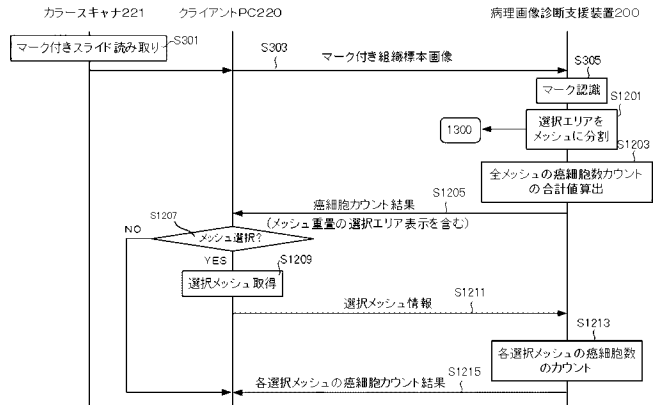 カラースキャナ221
クライアントPC220
病理画像診断支援装置200
マーク付きスライド読み取り
S301
S303
マーク付き組織標本画像
S305
マーク認識
S1201
選択エリアを
メッシュに分割
1300
S1203
全メッシュの癌細胞数カウント
の合計値算出
S1205
癌細胞カウント結果
(メッシュ重畳の選択エリア表示を含む)
S1207
NO
メッシュ選択?
YES
S1209
選択メッシュ取得
選択メッシュ情報
S1211
S1213
各選択メッシュの癌細胞数
のカウント
各選択メッシュの癌細胞カウント結果
S1215